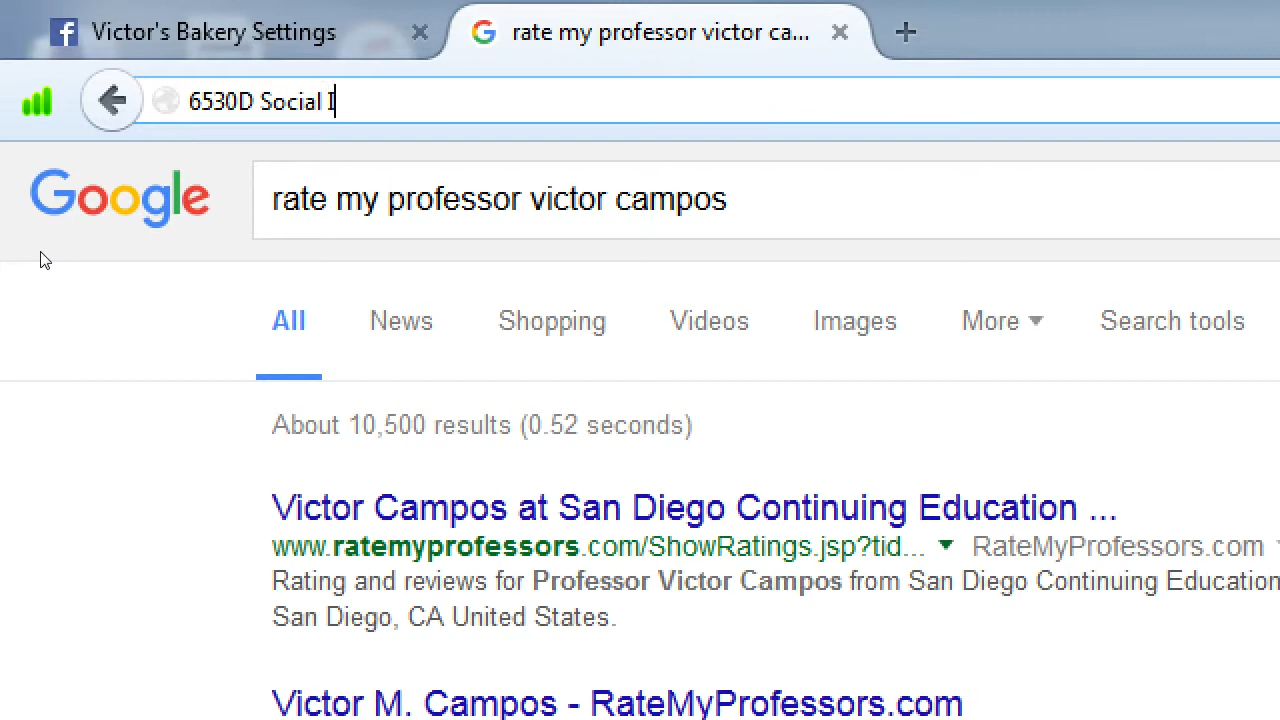 Victor's Bakery Settings
rate my professor victor ca...
6530D Social I
Google
rate my professor victor campos
All News Shopping Videos Images More Search tools
About 10,500 results (0.52 seconds)
Victor Campos at San Diego Continuing Education ...
www.ratemyprofessors.com/ShowRatings.jsp?tid... RateMyProfessors.com
Rating and reviews for Professor Victor Campos from San Diego Continuing Education
San Diego, CA United States.
Victor M. Campos - RateMyProfessors.com